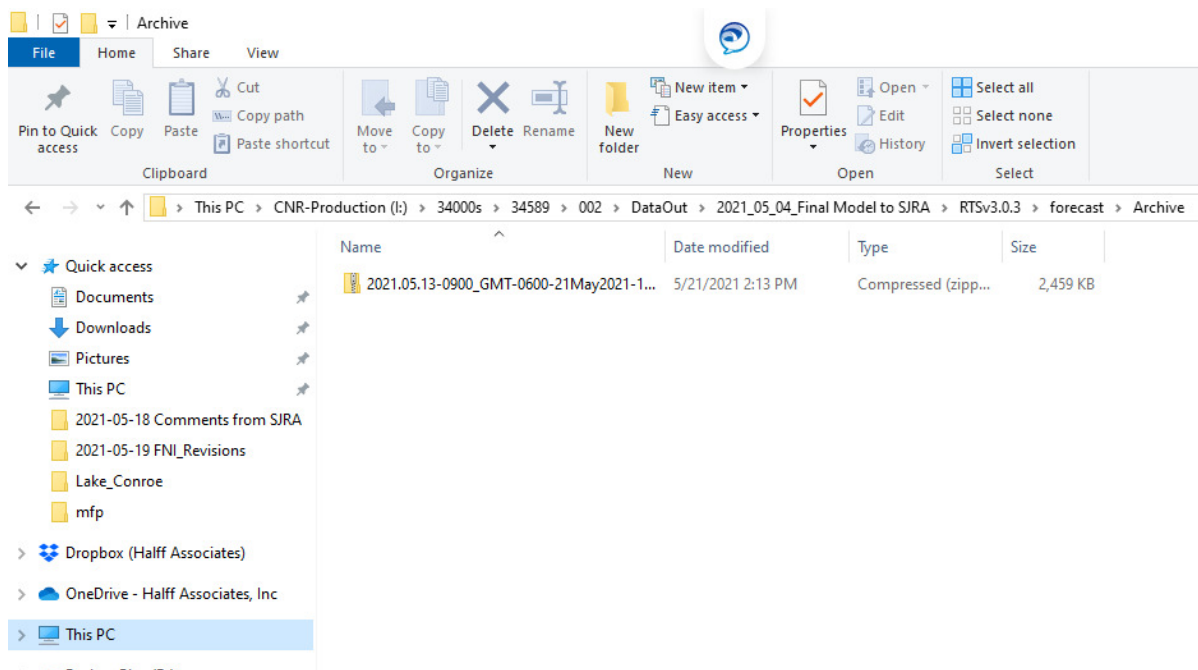 Archive
File Home Share View
Pin to Quick access
Copy
Paste
Cut
Copy path
Paste shortcut
Clipboard
Move to
Copy to
Delete
Rename
Organize
New folder
New item
Easy access
New
Properties
Open
Edit
History
Open
Select all
Select none
Invert selection
Select
This PC > CNR-Production (I:) > 34000s > 34589 > 002 > DataOut > 2021_05_04_Final Model to SJRA > RTSv3.0.3 > forecast > Archive
Name Date modified Type Size
2021.05.13-0900_GMT-0600-21May2021-1... 5/21/2021 2:13 PM Compressed (zipp... 2,459 KB
Quick access
Documents
Downloads
Pictures
This PC
2021-05-18 Comments from SJRA
2021-05-19 FNI_Revisions
Lake_Conroe
mfp
Dropbox (Halff Associates)
OneDrive - Halff Associates, Inc
This PC